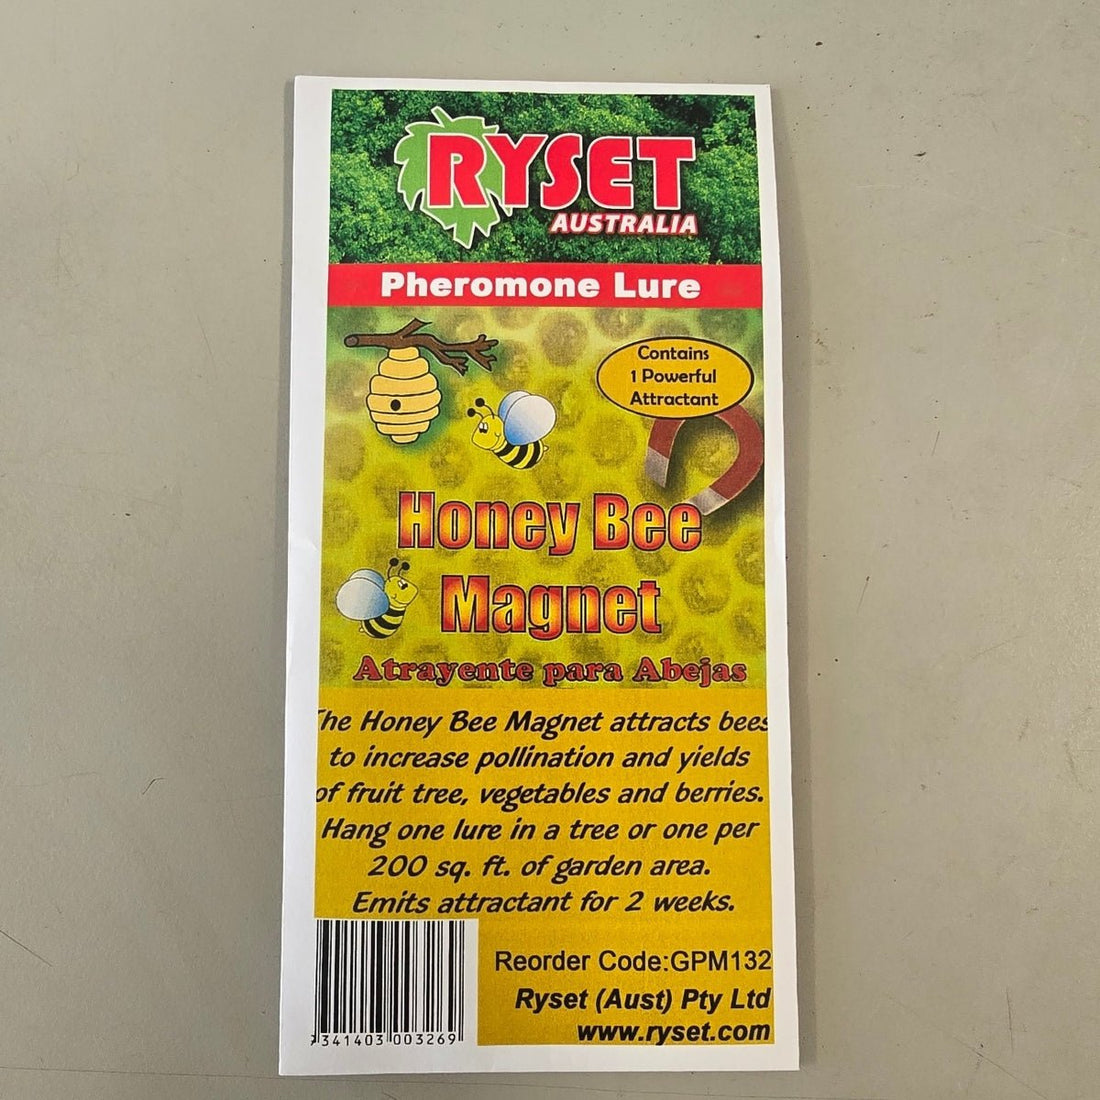 RYSET
AUSTRALIA
Pheromone Lure
Contains
1 Powerful
Attractant
Honey Bee
Magnet
Atrayente para Abejas
The Honey Bee Magnet attracts bees
to increase pollination and yields
of fruit tree, vegetables and berries.
Hang one lure in a tree or one per
200 sq. ft. of garden area.
Emits attractant for 2 weeks.
Reorder Code:GPM132
Ryset (Aust) Pty Ltd
www.ryset.com
7341403 003269